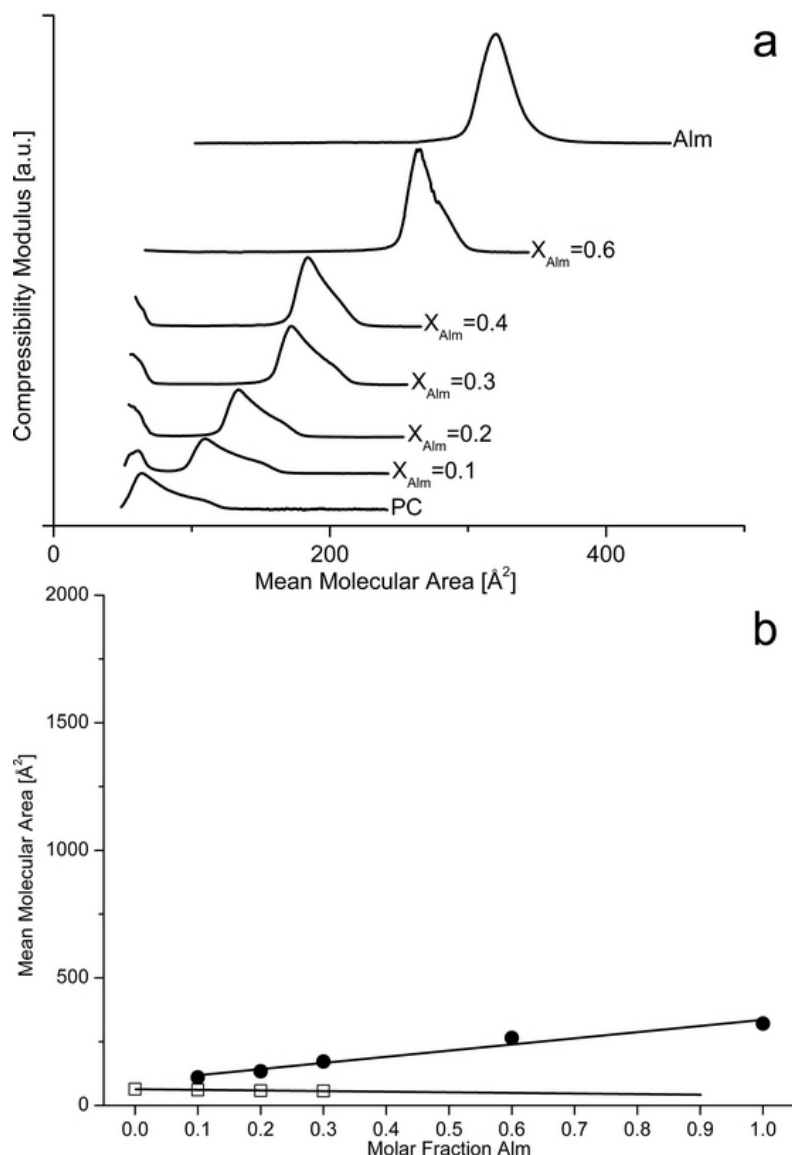 a
Compressibility Modulus [a.u.]
Alm
X_Alm=0.6
X_Alm=0.4
X_Alm=0.3
X_Alm=0.2
X_Alm=0.1
PC
0 200 400
Mean Molecular Area [Å²]
b
Mean Molecular Area [Å²]
2000
1500
1000
500
0
0.0 0.1 0.2 0.3 0.4 0.5 0.6 0.7 0.8 0.9 1.0
Molar Fraction Alm